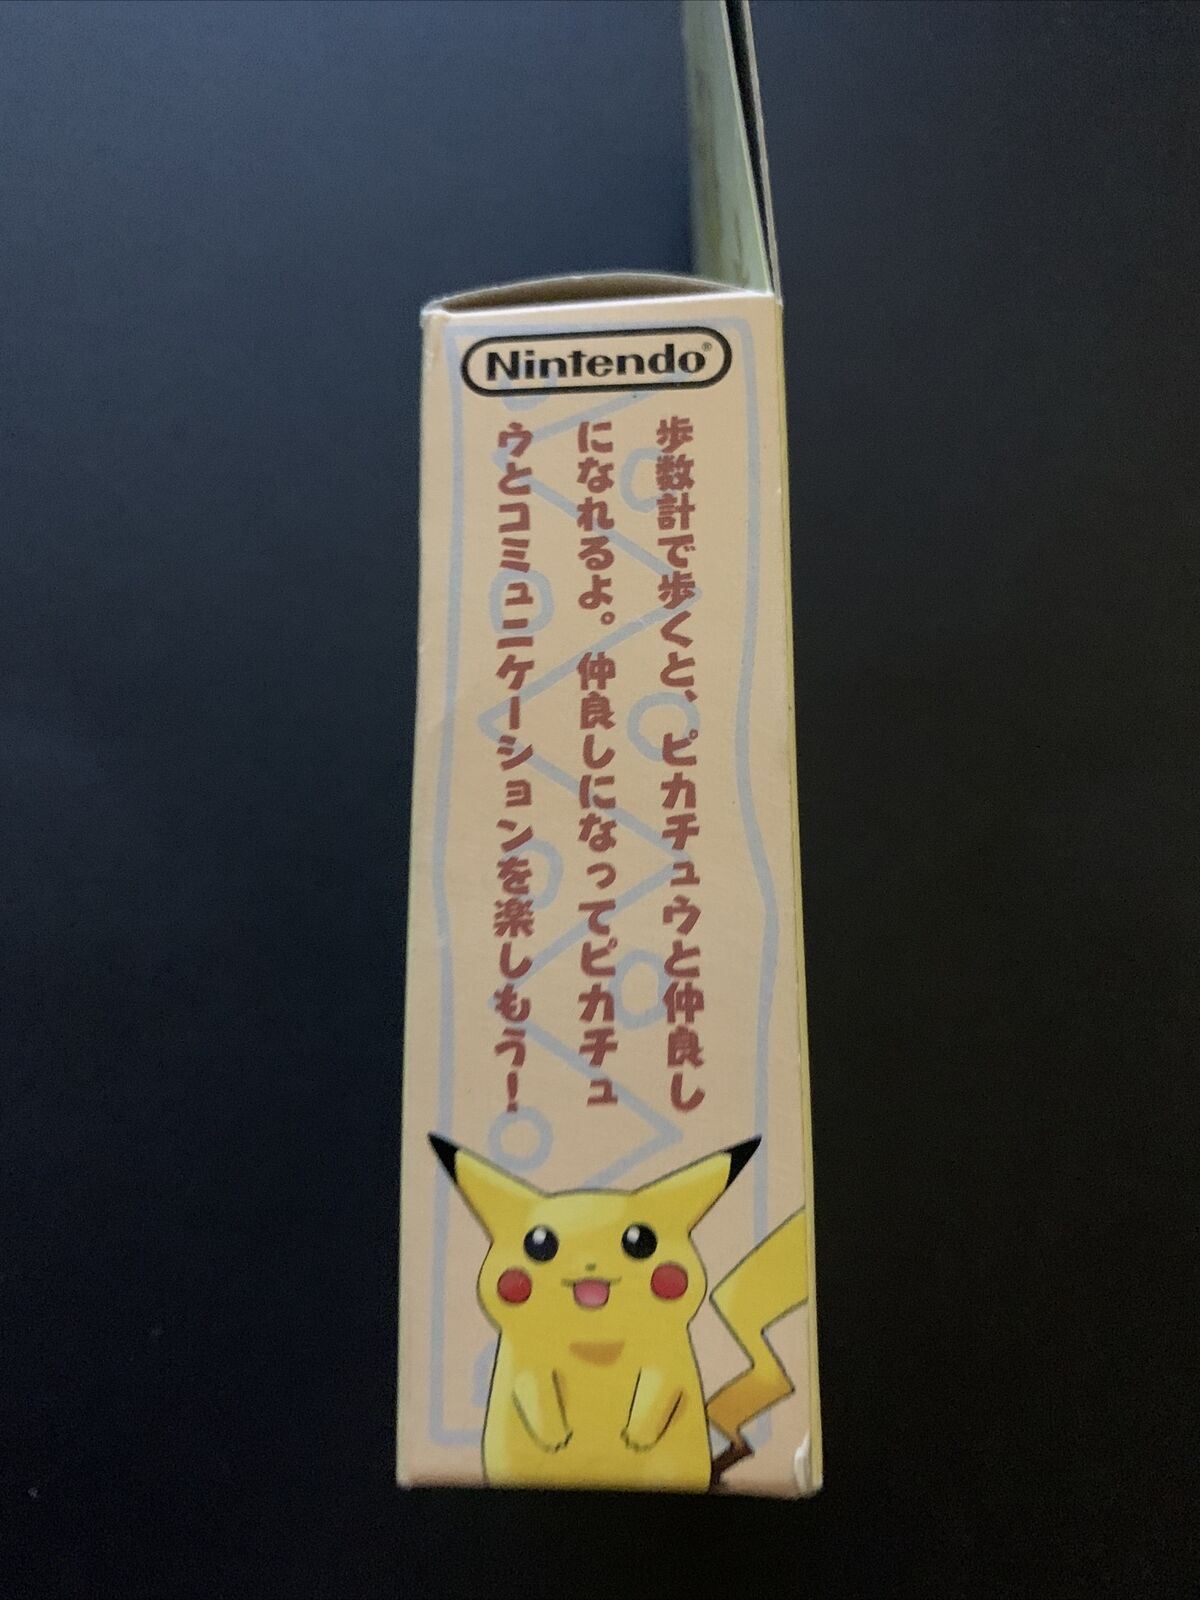 Nintendo®
歩数計で歩くと、ピカチュウと仲良し
になれるよ。仲良しになってピカチュ
ウとコミュニケーションを楽しもう!